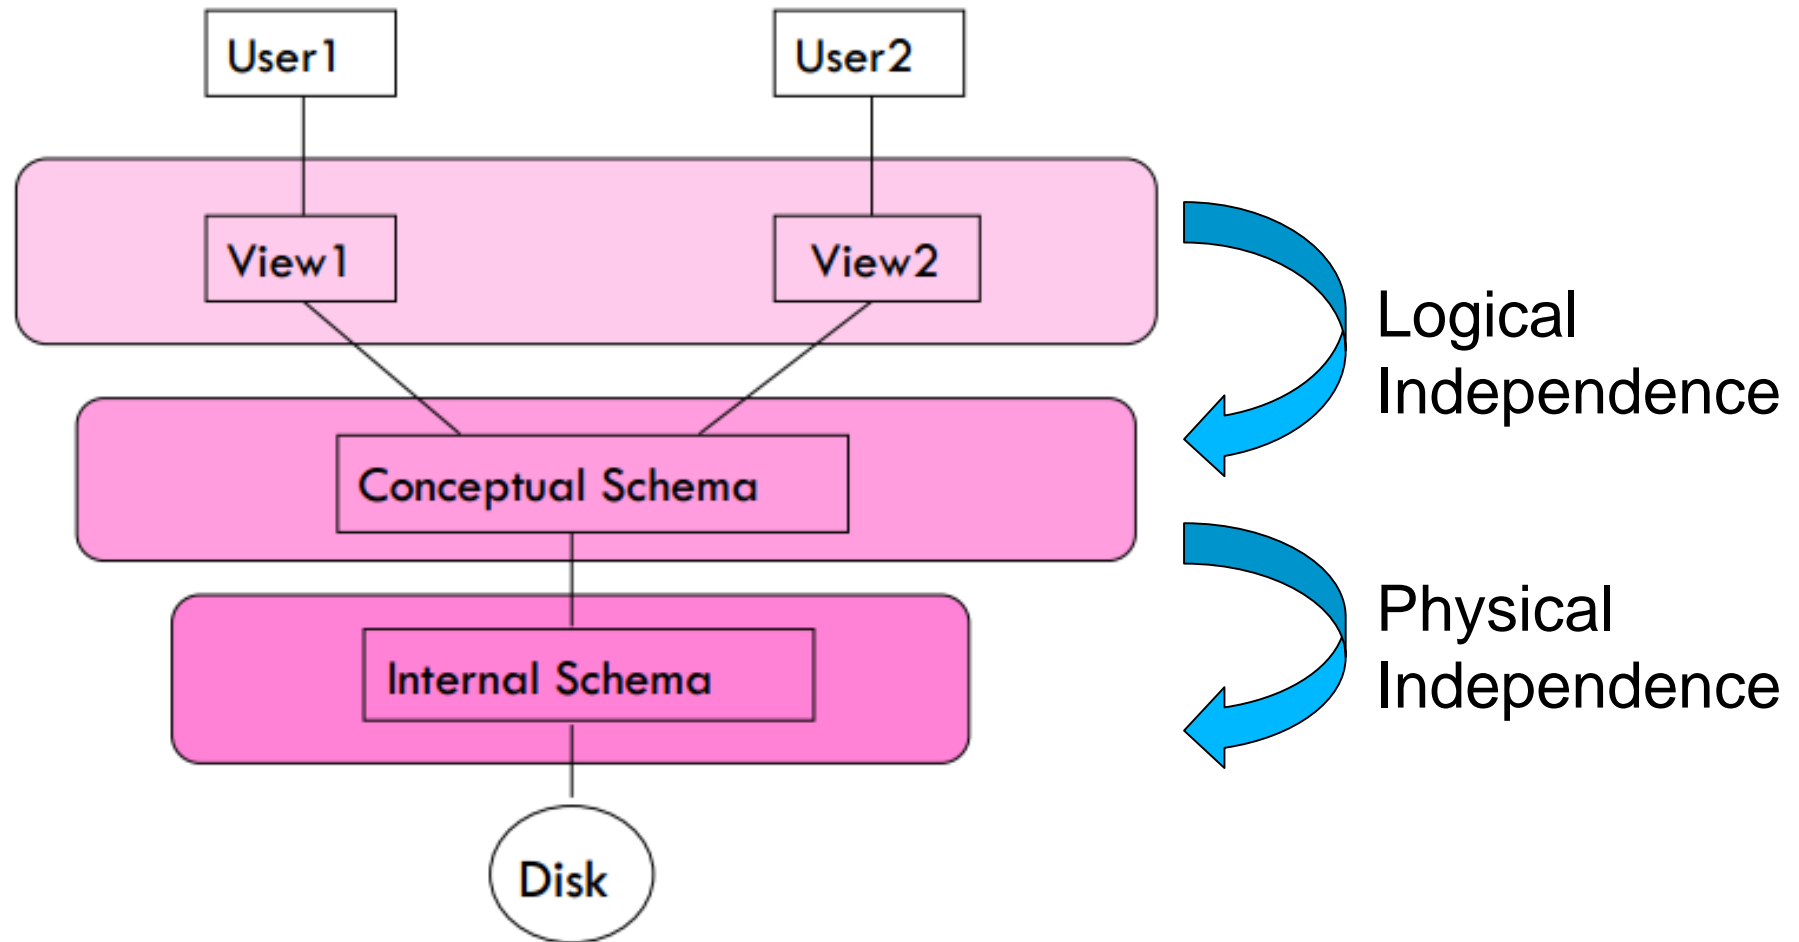 User1
User2
View1
View2
Logical
Independence
Conceptual Schema
Physical
Independence
Internal Schema
Disk